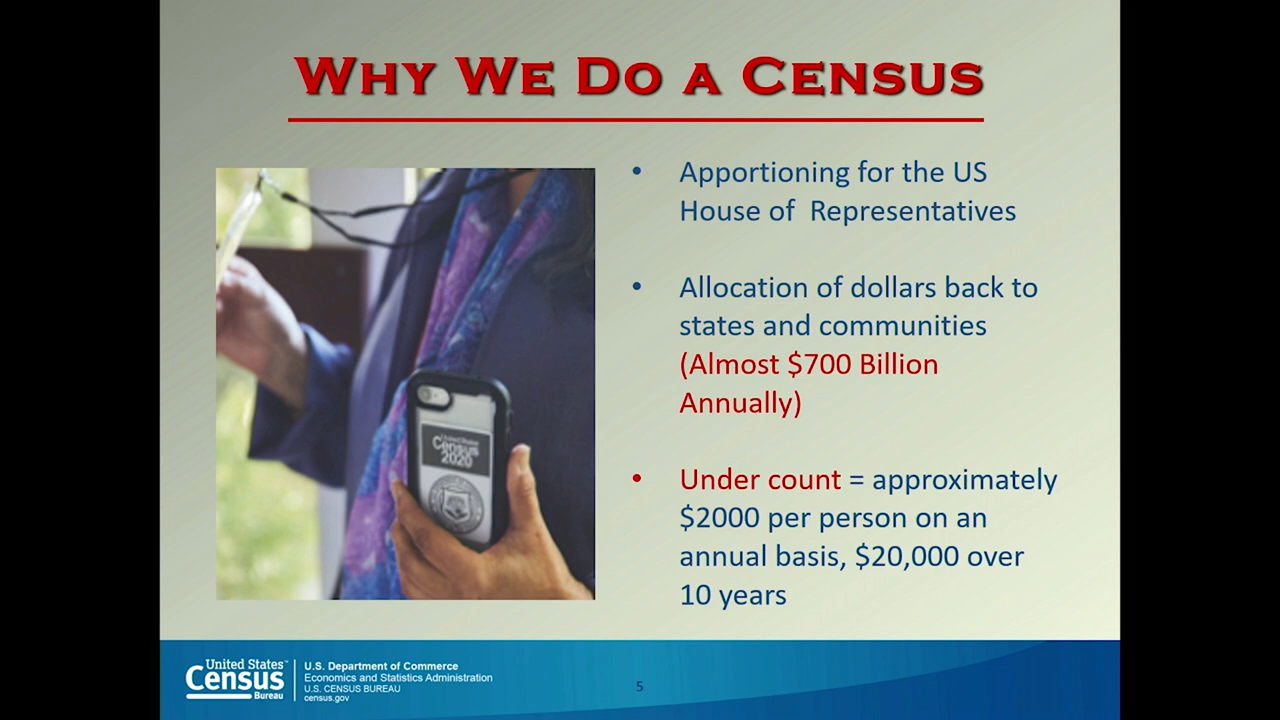 WHY WE DO A CENSUS
• Apportioning for the US
House of Representatives
• Allocation of dollars back to
states and communities
(Almost $700 Billion
Annually)
• Under count = approximately
$2000 per person on an
annual basis, $20,000 over
10 years
United States
Census
2020
United States™
Census
Bureau
U.S. Department of Commerce
Economics and Statistics Administration
U.S. CENSUS BUREAU
census.gov
5